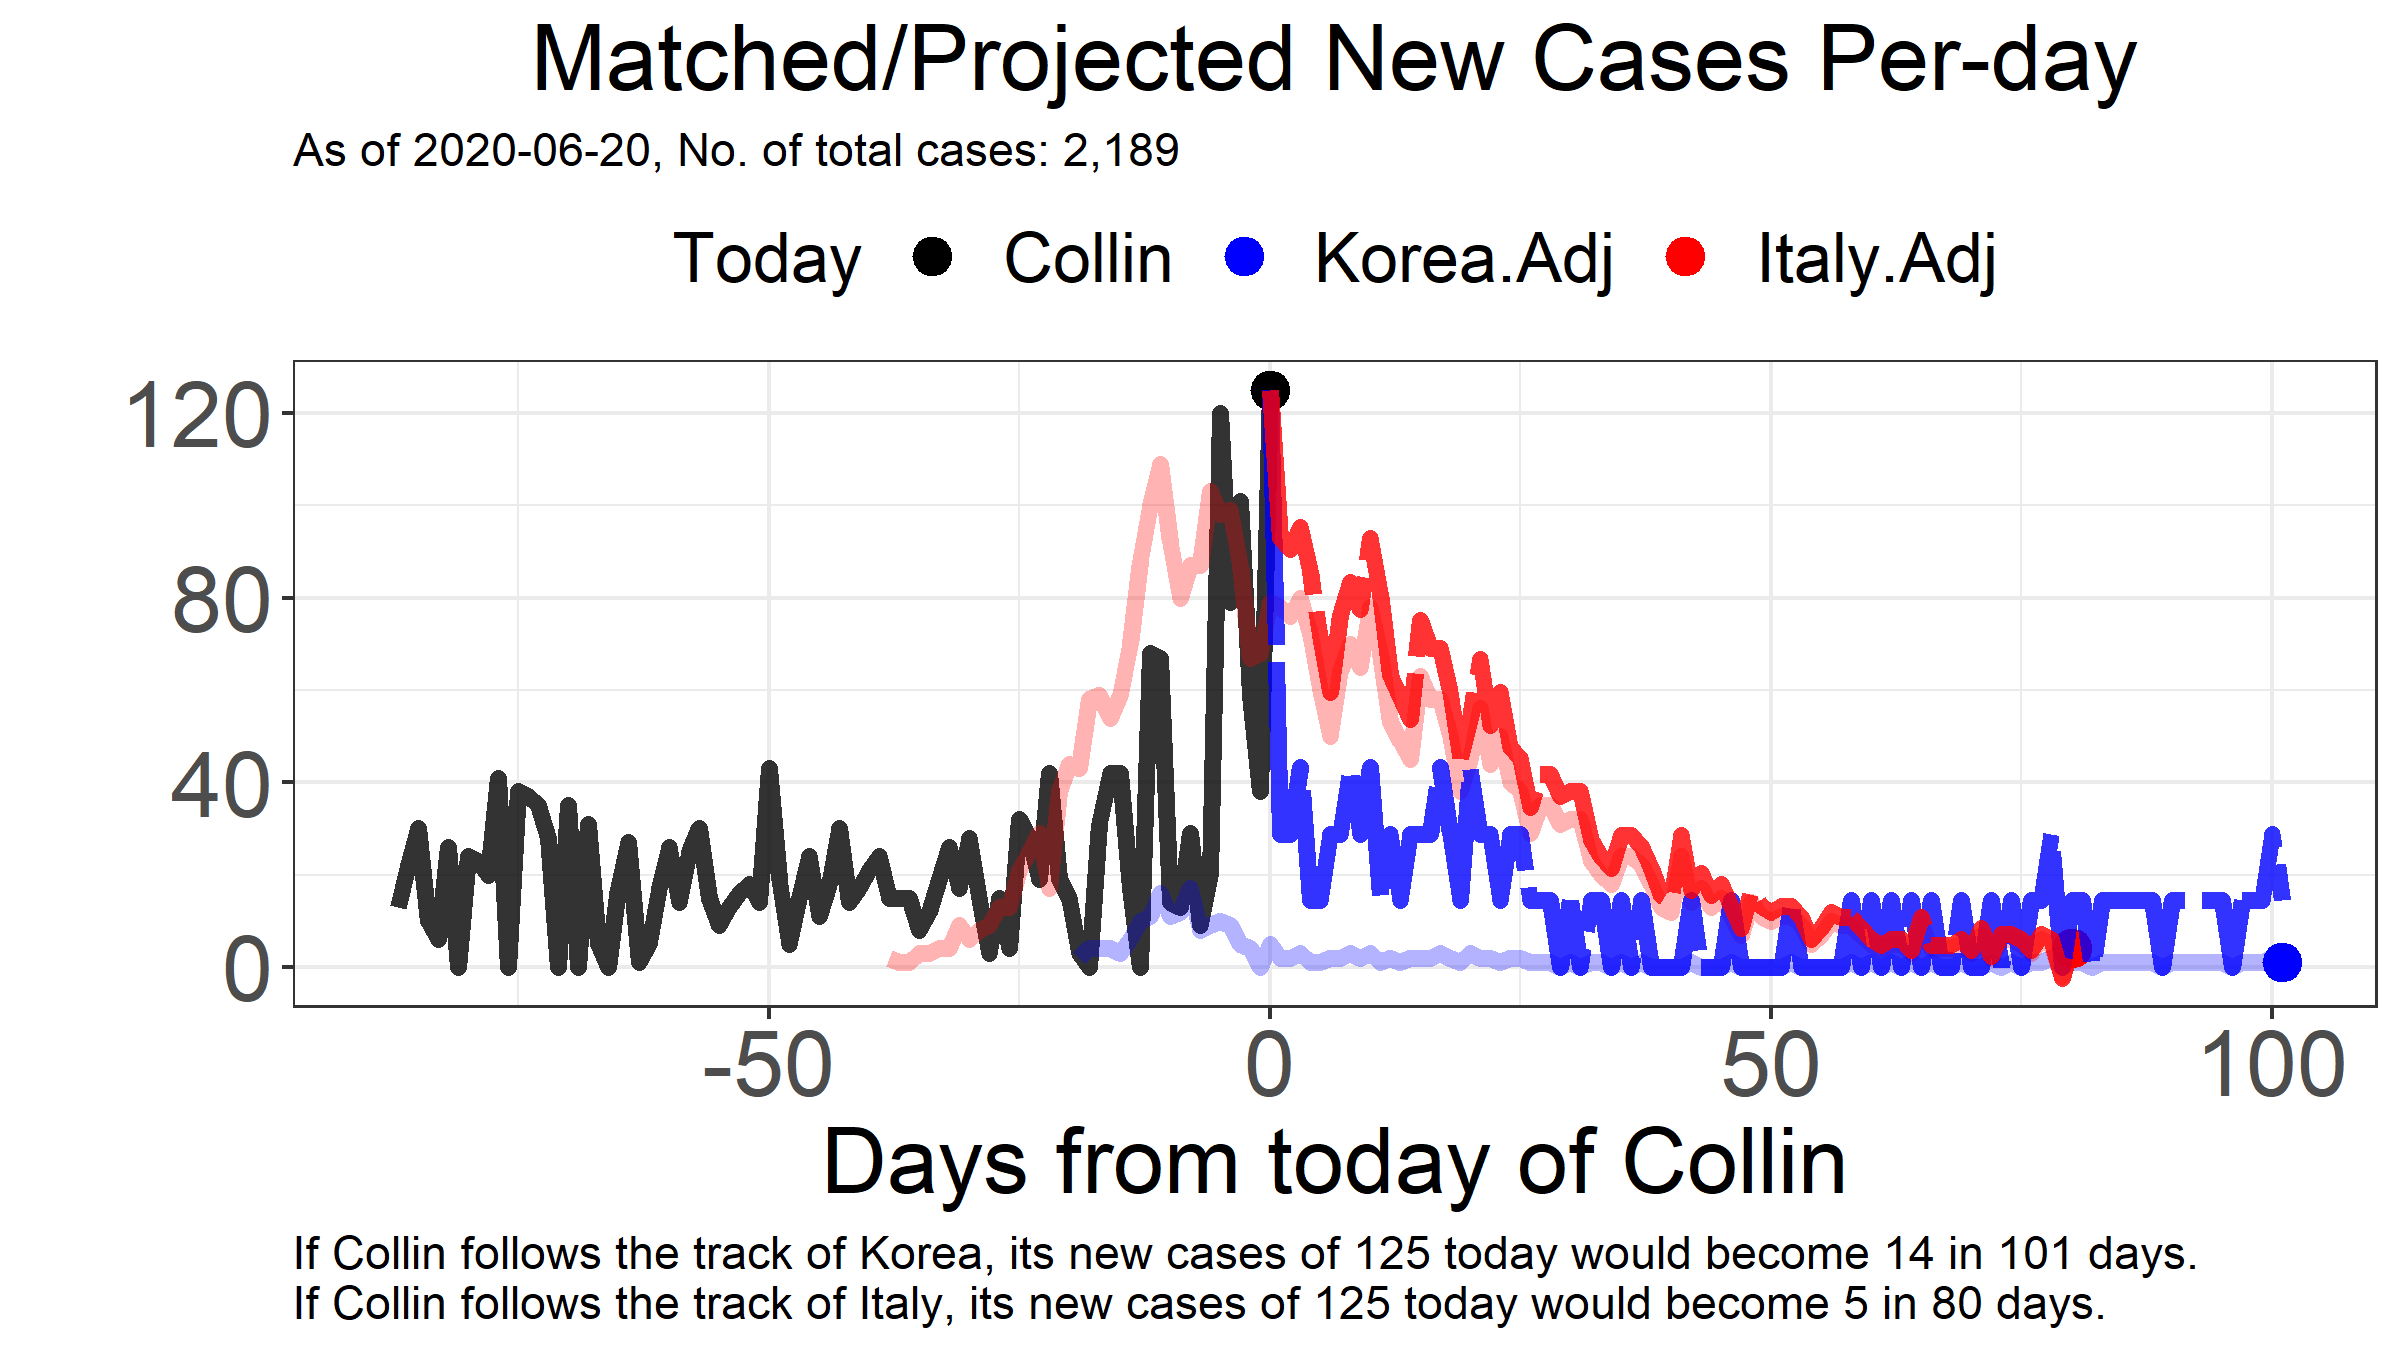 Matched/Projected New Cases Per-day
As of 2020-06-20, No. of total cases: 2,189
Today Collin Korea.Adj Italy.Adj
120
80
40
0
-50 0 50 100
Days from today of Collin
If Collin follows the track of Korea, its new cases of 125 today would become 14 in 101 days.
If Collin follows the track of Italy, its new cases of 125 today would become 5 in 80 days.